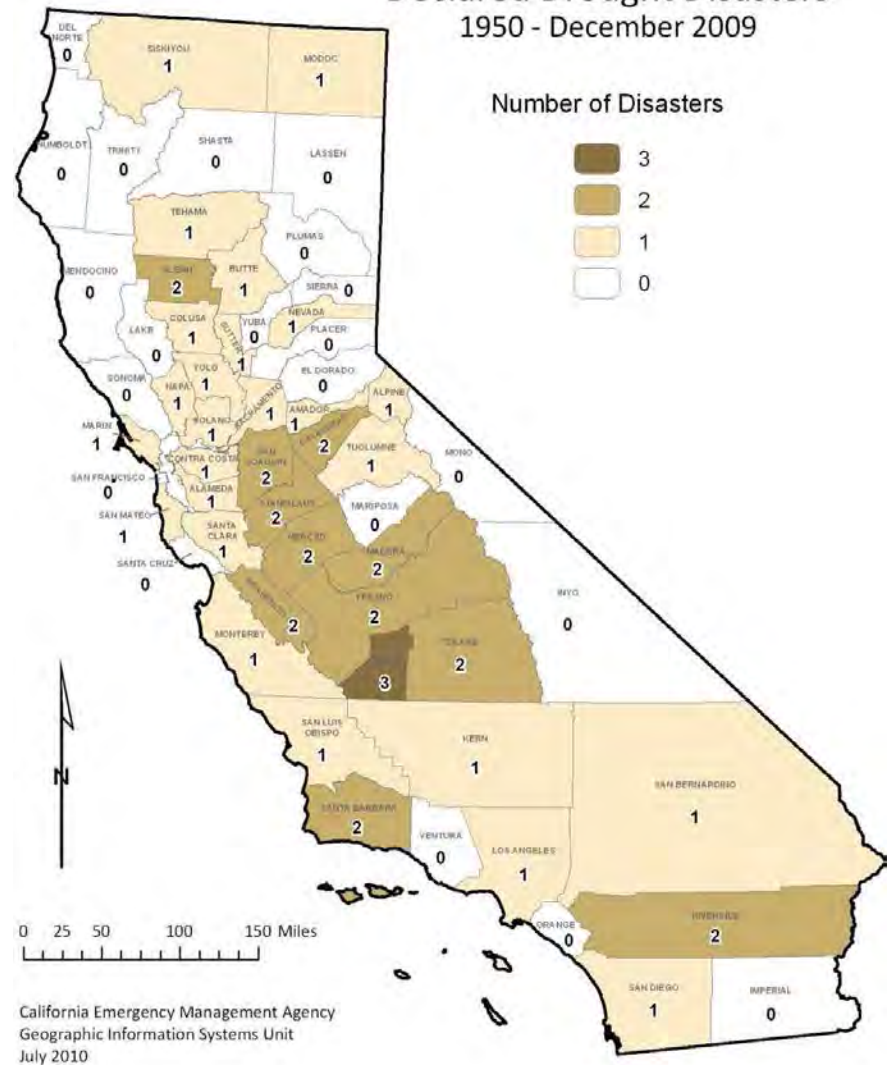 Declared Drought Disasters
1950 - December 2009
Number of Disasters
3
2
1
0
DEL
NORTE
0
SISKIYOU
1
MODOC
1
HUMBOLDT
0
TRINITY
0
SHASTA
0
LASSEN
0
TEHAMA
1
PLUMAS
0
MENDOCINO
0
GLENN
2
BUTTE
1
SIERRA 0
COLUSA
1
LAKE
0
SUTTER
1
YUBA
0
NEVADA
1
PLACER
0
SONOMA
0
NAPA
1
YOLO
1
EL DORADO
0
SOLANO
1
SACRAMENTO
1
AMADOR
1
ALPINE
1
MARIN
1
CALAVERAS
2
CONTRA COSTA
1
SAN
JOAQUIN
2
TUOLUMNE
1
MONO
0
SAN FRANCISCO
0
ALAMEDA
1
STANISLAUS
2
MARIPOSA
0
SAN MATEO
1
SANTA
CLARA
1
MERCED
2
MADERA
2
SANTA CRUZ
0
SAN BENITO
2
FRESNO
2
INYO
0
MONTEREY
1
3
TULARE
2
SAN LUIS
OBISPO
1
KERN
1
SAN BERNARDINO
1
SANTA BARBARA
2
VENTURA
0
LOS ANGELES
1
ORANGE
0
RIVERSIDE
2
SAN DIEGO
1
IMPERIAL
0
N
0 25 50 100 150 Miles
California Emergency Management Agency
Geographic Information Systems Unit
July 2010